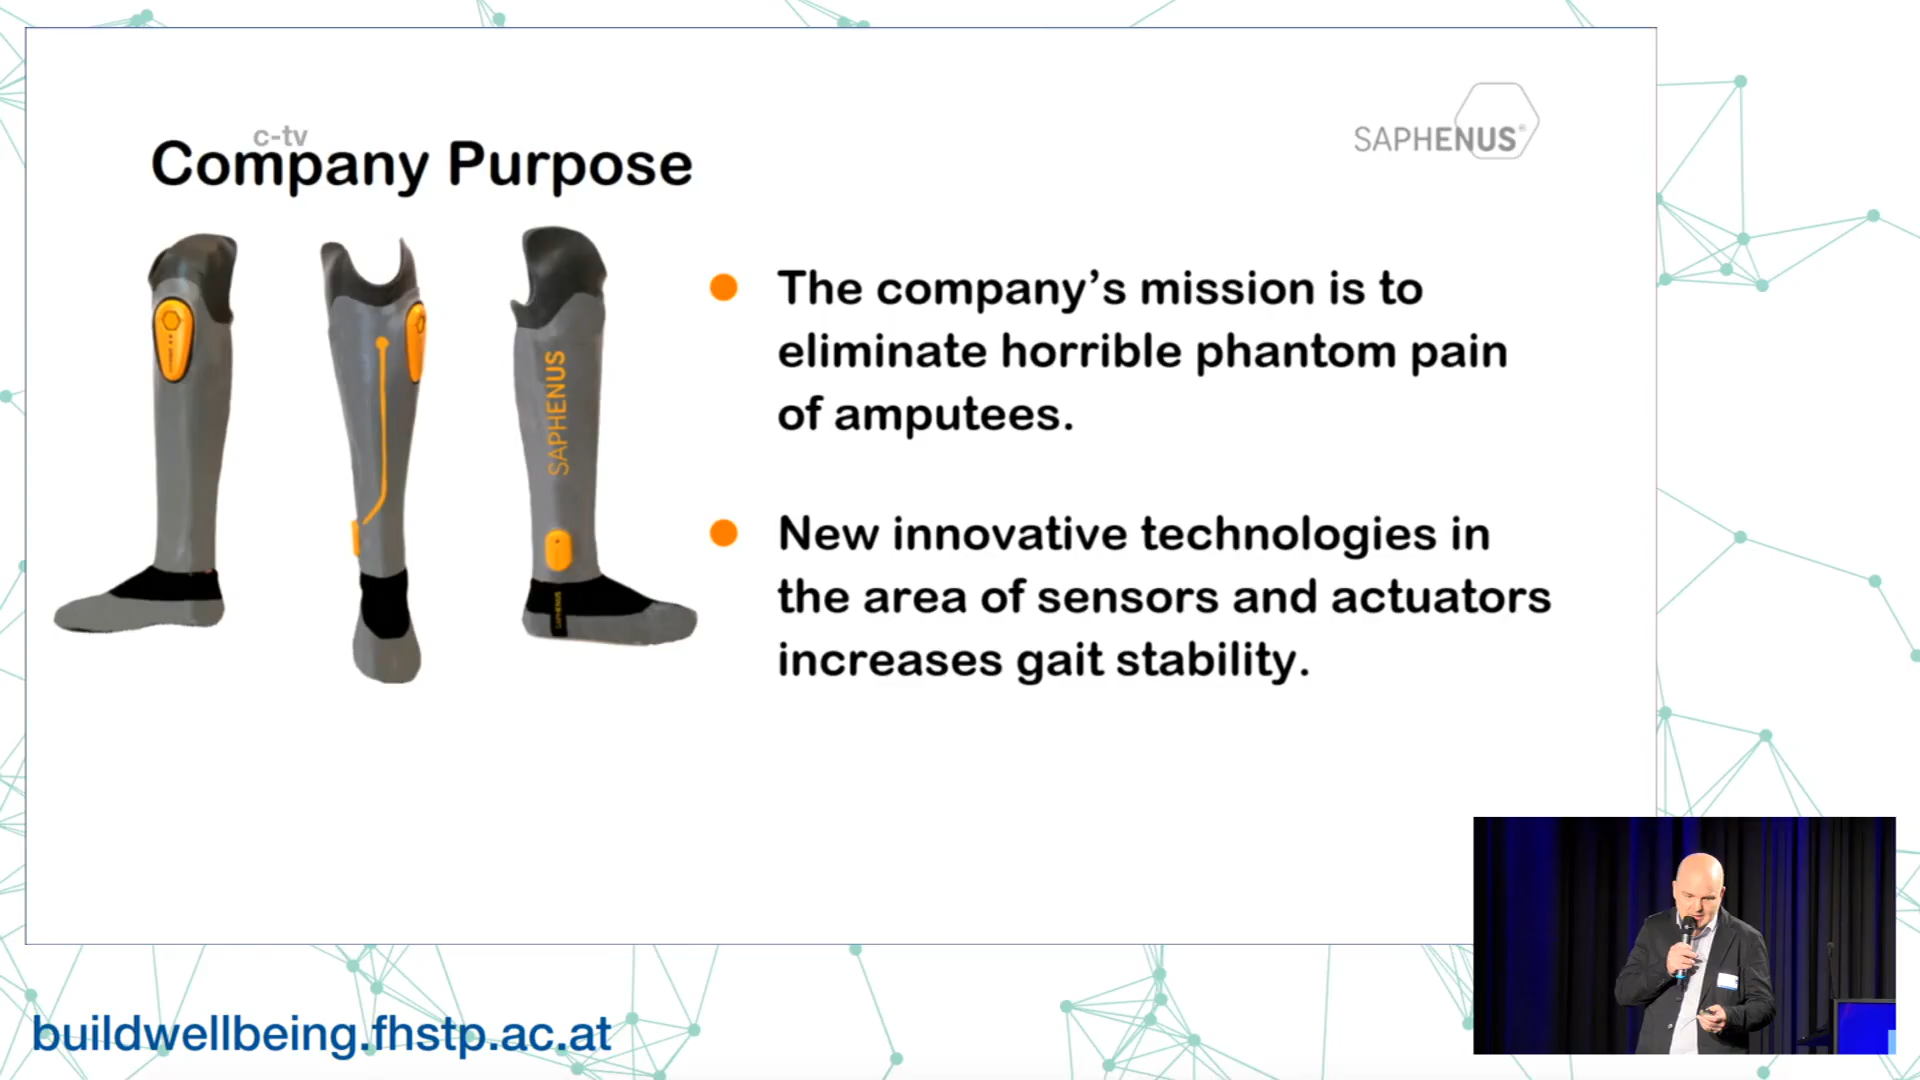 c-tv
Company Purpose
SAPHENUS®
The company’s mission is to
eliminate horrible phantom pain
of amputees.
SAPHENUS
SAPHENUS
New innovative technologies in
the area of sensors and actuators
increases gait stability.
buildwellbeing.fhstp.ac.at